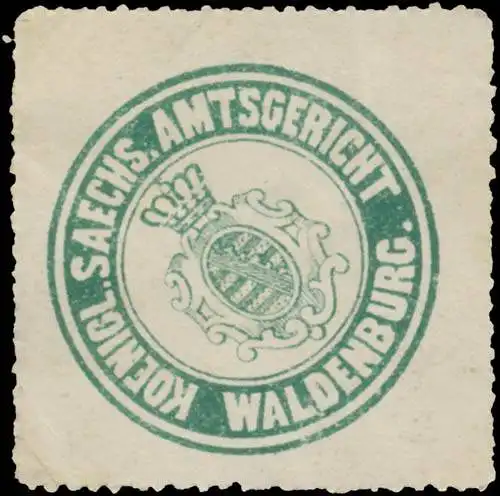 KOENIGL. SAECHS. AMTSGERICHT WALDENBURG.